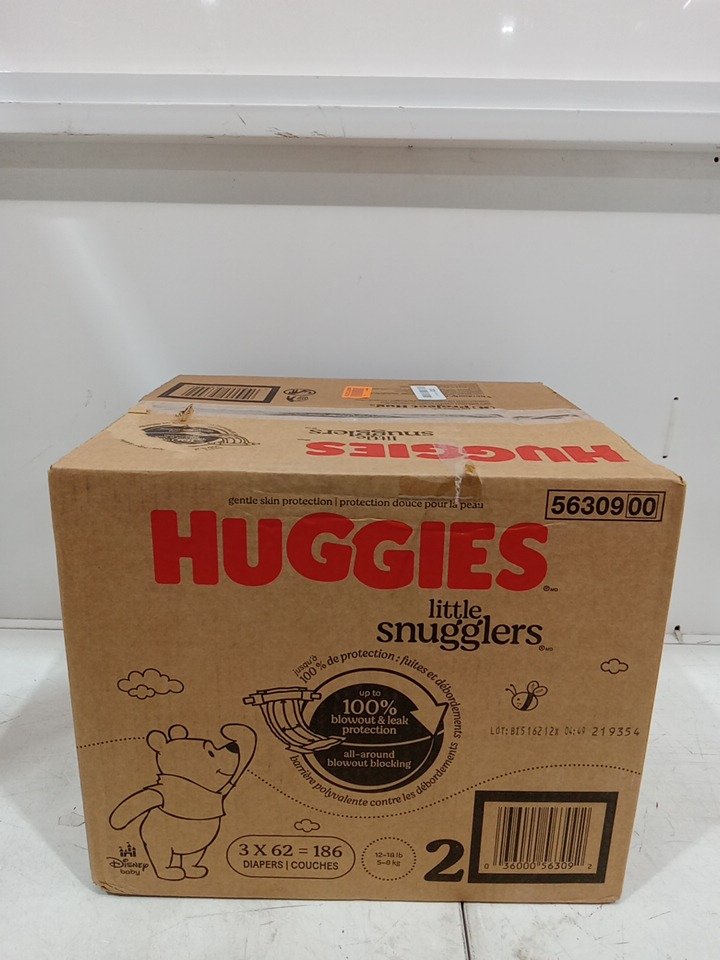 little
snugglers
HUGGIES
gentle skin protection | protection douce pour la peau
56309 00
HUGGIES
®MD
little
snugglers
®MD
jusqu'à
100 % de protection : fuites et débordements
up to
100%
blowout & leak
protection
all-around
blowout blocking
barrière polyvalente contre les débordements
LOT: BI516212X 04:49 219354
Disney
baby
3 X 62 = 186
DIAPERS | COUCHES
12-18 lb
5-8 kg
2
0 36000 56309 2